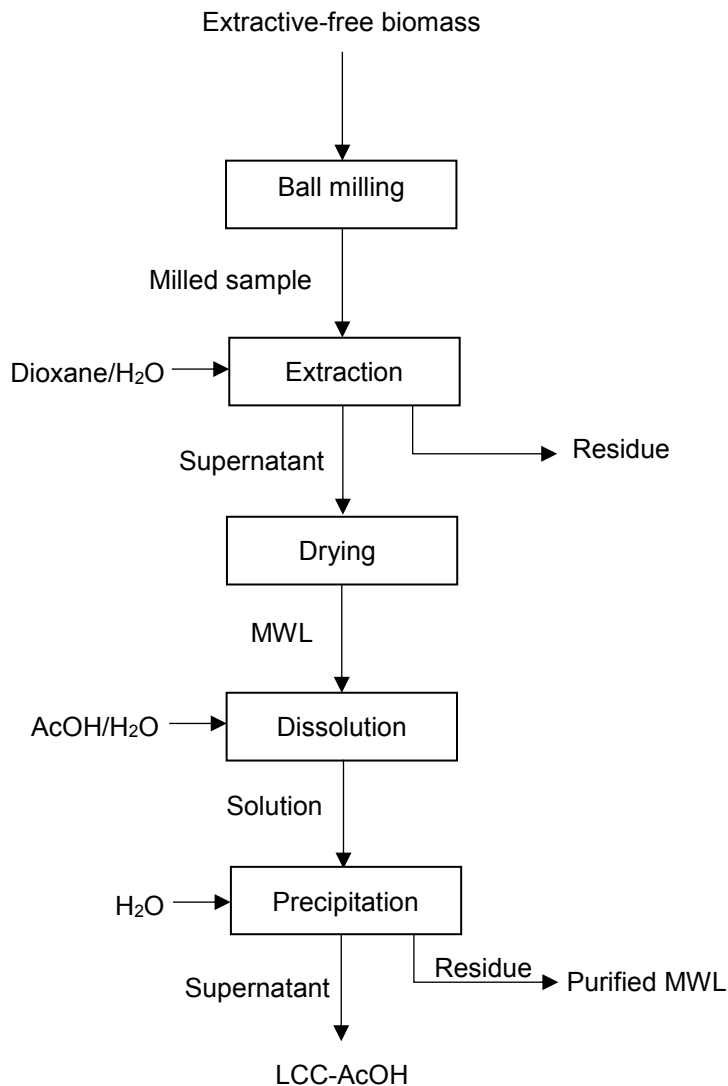 Extractive-free biomass
Ball milling
Milled sample
Dioxane/H₂O
Extraction
Supernatant
Residue
Drying
MWL
AcOH/H₂O
Dissolution
Solution
H₂O
Precipitation
Residue
Purified MWL
Supernatant
LCC-AcOH